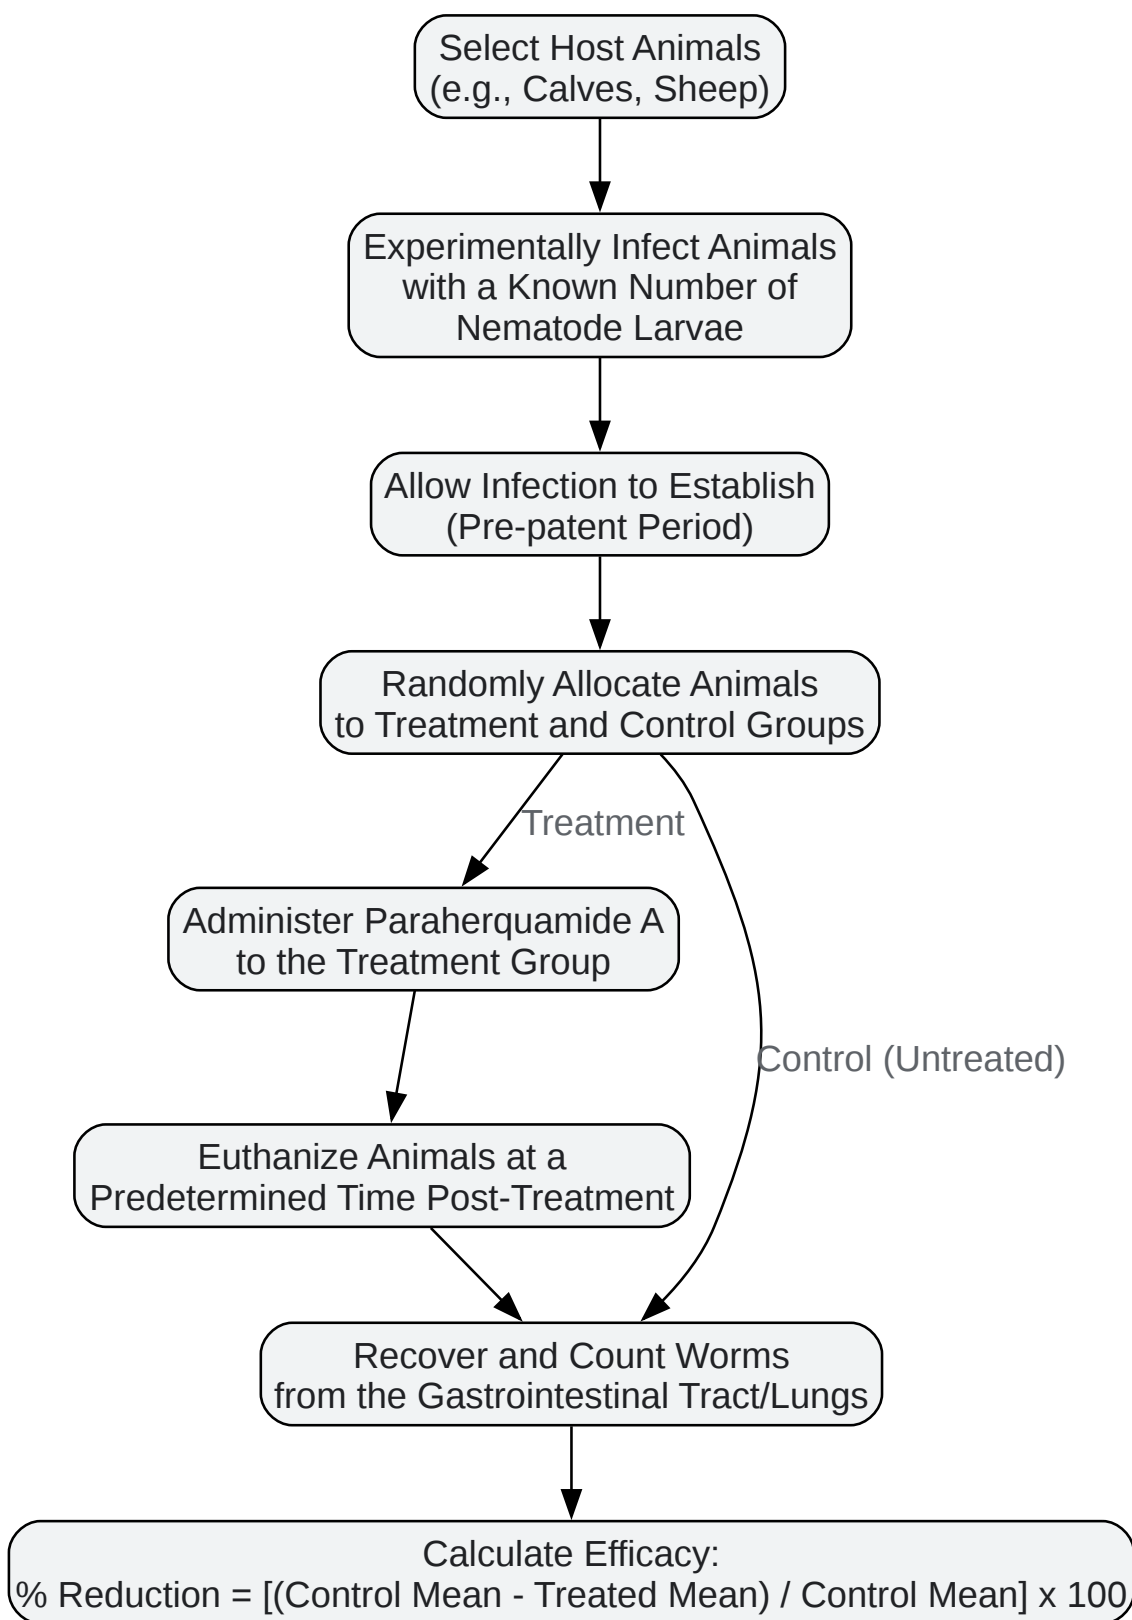 Select Host Animals
(e.g., Calves, Sheep)
Experimentally Infect Animals
with a Known Number of
Nematode Larvae
Allow Infection to Establish
(Pre-patent Period)
Randomly Allocate Animals
to Treatment and Control Groups
Treatment
Administer Paraherquamide A
to the Treatment Group
Control (Untreated)
Euthanize Animals at a
Predetermined Time Post-Treatment
Recover and Count Worms
from the Gastrointestinal Tract/Lungs
Calculate Efficacy:
% Reduction = [(Control Mean - Treated Mean) / Control Mean] x 100